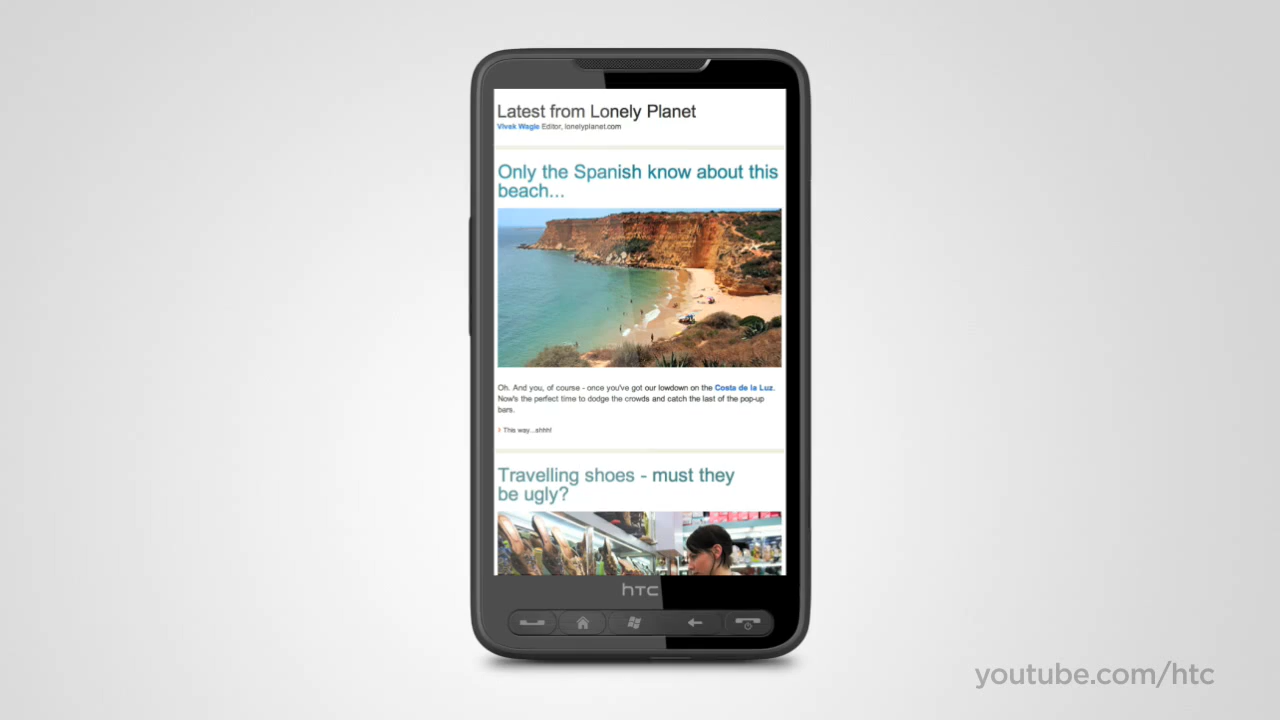 Latest from Lonely Planet
Vivek Wagle Editor, lonelyplanet.com
Only the Spanish know about this
beach...
Oh. And you, of course - once you've got our lowdown on the Costa de la Luz.
Now's the perfect time to dodge the crowds and catch the last of the pop-up
bars.
› This way...shhh!
Travelling shoes - must they
be ugly?
hTC
youtube.com/htc